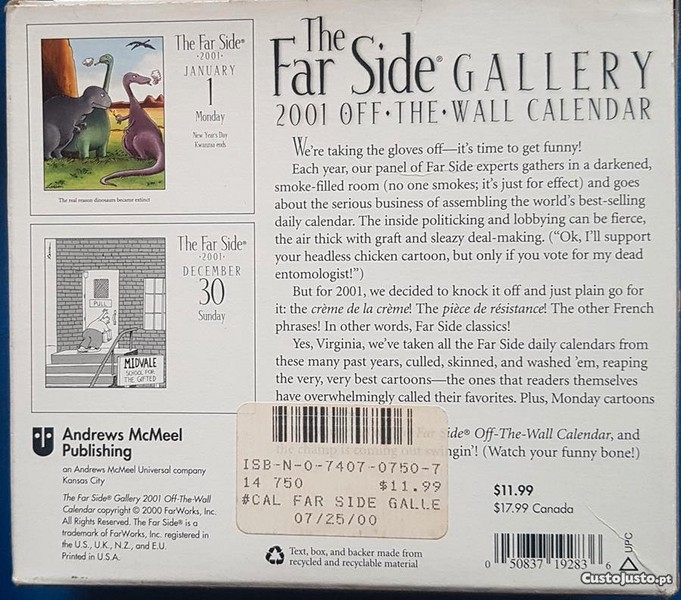 The Far Side®
·2001·
JANUARY
1
Monday
New Year's Day
Kwanzaa ends
The real reason dinosaurs became extinct
The Far Side®
·2001·
DECEMBER
30
Sunday
PULL
MIDVALE
SCHOOL FOR
THE GIFTED
The
Far Side® GALLERY
2001 OFF•THE•WALL CALENDAR
We're taking the gloves off—it's time to get funny!
Each year, our panel of Far Side experts gathers in a darkened,
smoke-filled room (no one smokes; it's just for effect) and goes
about the serious business of assembling the world's best-selling
daily calendar. The inside politicking and lobbying can be fierce,
the air thick with graft and sleazy deal-making. ("Ok, I'll support
your headless chicken cartoon, but only if you vote for my dead
entomologist!")
But for 2001, we decided to knock it off and just plain go for
it: the crème de la crème! The pièce de résistance! The other French
phrases! In other words, Far Side classics!
Yes, Virginia, we've taken all the Far Side daily calendars from
these many past years, culled, skinned, and washed 'em, reaping
the very, very best cartoons—the ones that readers themselves
have overwhelmingly called their favorites. Plus, Monday cartoons
Far Side® Off-The-Wall Calendar, and
the champ is coming out swingin'! (Watch your funny bone!)
Andrews McMeel
Publishing
an Andrews McMeel Universal company
Kansas City
The Far Side® Gallery 2001 Off-The-Wall
Calendar copyright © 2000 FarWorks, Inc.
All Rights Reserved. The Far Side® is a
trademark of FarWorks, Inc. registered in
the U.S., U.K., N.Z., and E.U.
Printed in U.S.A.
ISB-N-0-7407-0750-7
14 750 $11.99
#CAL FAR SIDE GALLE
07/25/00
Text, box, and backer made from
recycled and recyclable material
$11.99
$17.99 Canada
0 50837 19283 6
UPC
CustoJusto.pt